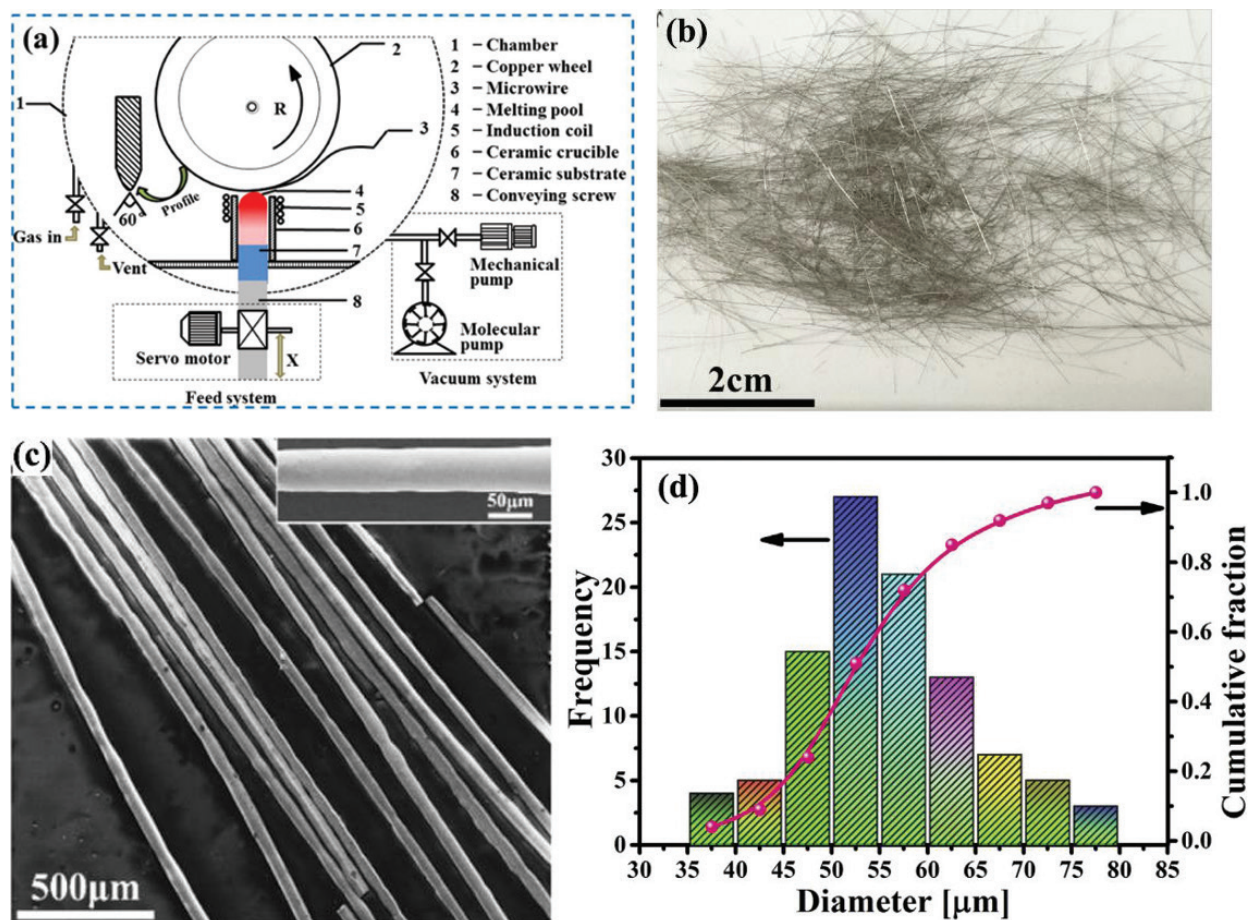 (a)
1
2
R
3
4
5
6
7
8
60°
Profile
Gas in
Vent
1 – Chamber
2 – Copper wheel
3 – Microwire
4 – Melting pool
5 – Induction coil
6 – Ceramic crucible
7 – Ceramic substrate
8 – Conveying screw
Mechanical
pump
Molecular
pump
Vacuum system
Servo motor
X
Feed system
(b)
2cm
(c)
50μm
500μm
(d)
Frequency
30
25
20
15
10
5
0
30 35 40 45 50 55 60 65 70 75 80 85
Diameter [μm]
1.0
0.8
0.6
0.4
0.2
0.0
Cumulative fraction